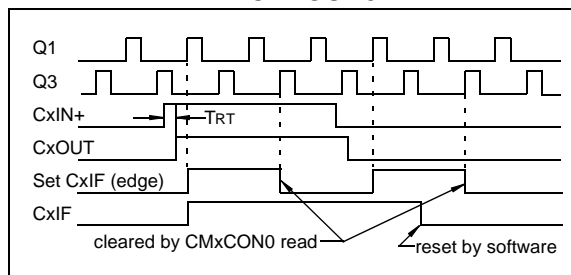 Q1
Q3
CxIN+
TRT
CxOUT
Set CxIF (edge)
CxIF
cleared by CMxCON0 read
reset by software